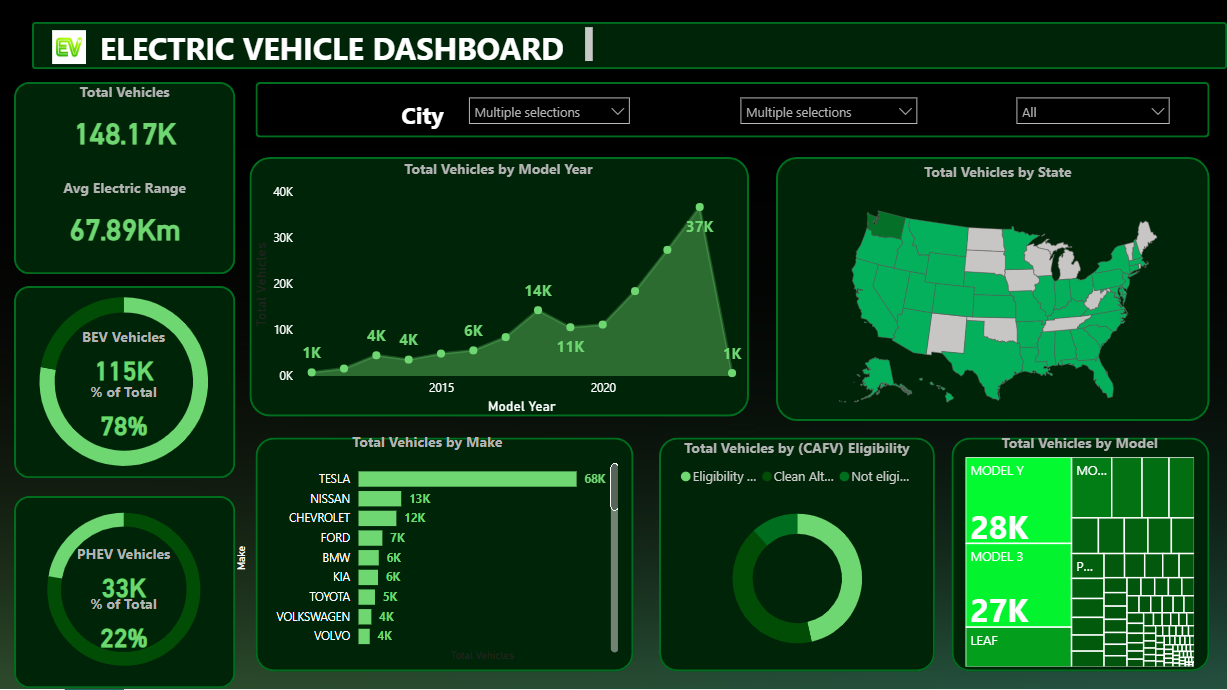 EV ELECTRIC VEHICLE DASHBOARD
Total Vehicles
148.17K
Avg Electric Range
67.89Km
City
Multiple selections
Multiple selections
All
BEV Vehicles
115K
% of Total
78%
PHEV Vehicles
33K
% of Total
22%
Total Vehicles by Model Year
Total Vehicles
40K
30K
20K
10K
0K
1K
4K
4K
6K
14K
11K
37K
1K
2015
2020
Model Year
Total Vehicles by State
Total Vehicles by Make
Make
TESLA 68K
NISSAN 13K
CHEVROLET 12K
FORD 7K
BMW 6K
KIA 6K
TOYOTA 5K
VOLKSWAGEN 4K
VOLVO 4K
Total Vehicles
Total Vehicles by (CAFV) Eligibility
Eligibility ... Clean Alt... Not eligi...
Total Vehicles by Model
MODEL Y
28K
MODEL 3
27K
LEAF
MO...
P...